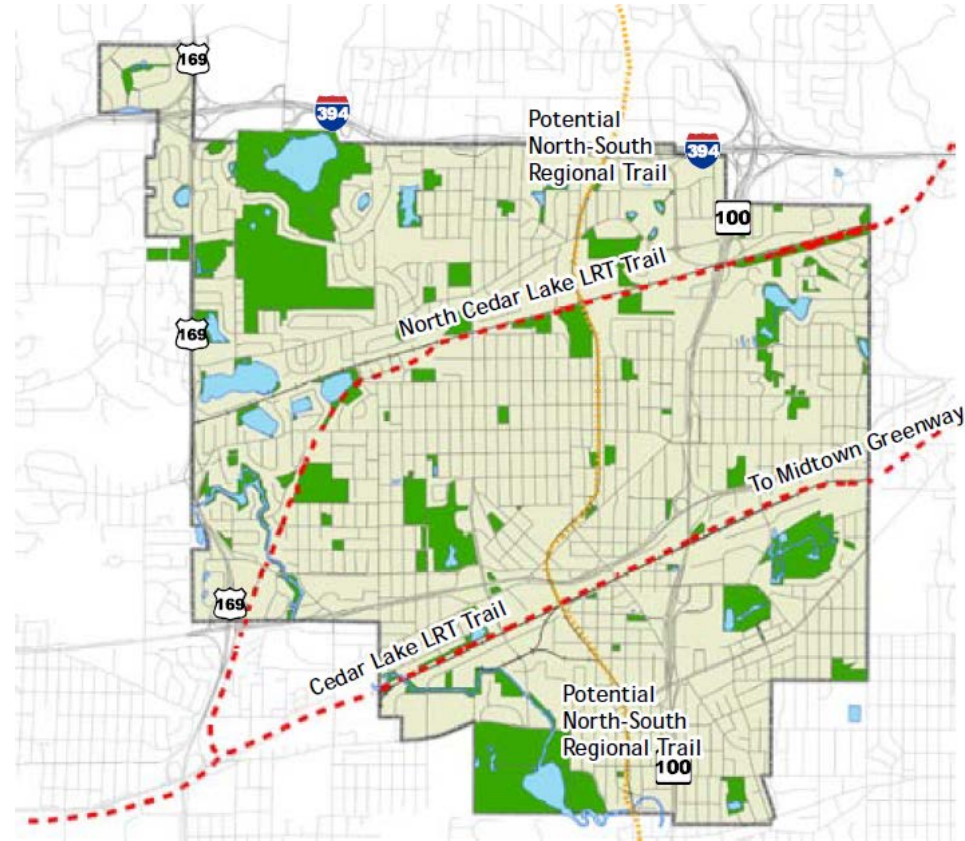 169
394
Potential
North-South
Regional Trail
394
100
North Cedar Lake LRT Trail
169
To Midtown Greenway
169
Cedar Lake LRT Trail
Potential
North-South
Regional Trail
100